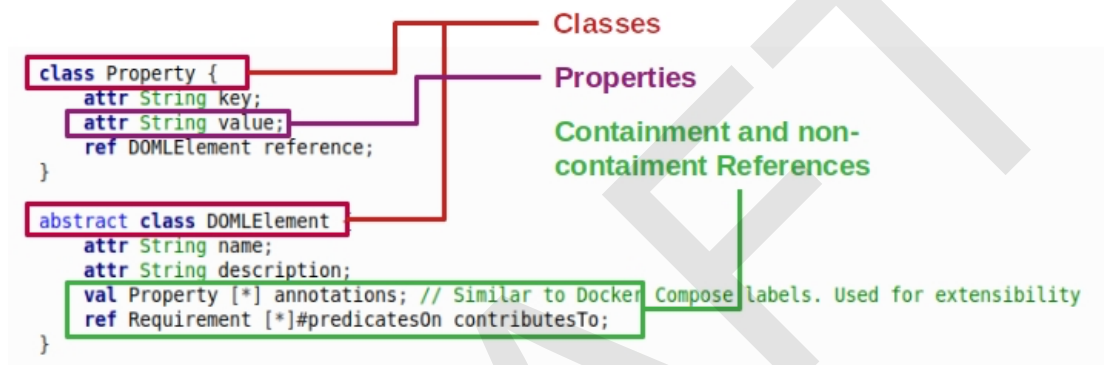 Classes
class Property {
Properties
attr String key;
attr String value;
Containment and non-
contaiment References
ref DOMLElement reference;
}
abstract class DOMLElement {
attr String name;
attr String description;
val Property [*] annotations; // Similar to Docker Compose labels. Used for extensibility
ref Requirement [*]#predicatesOn contributesTo;
}